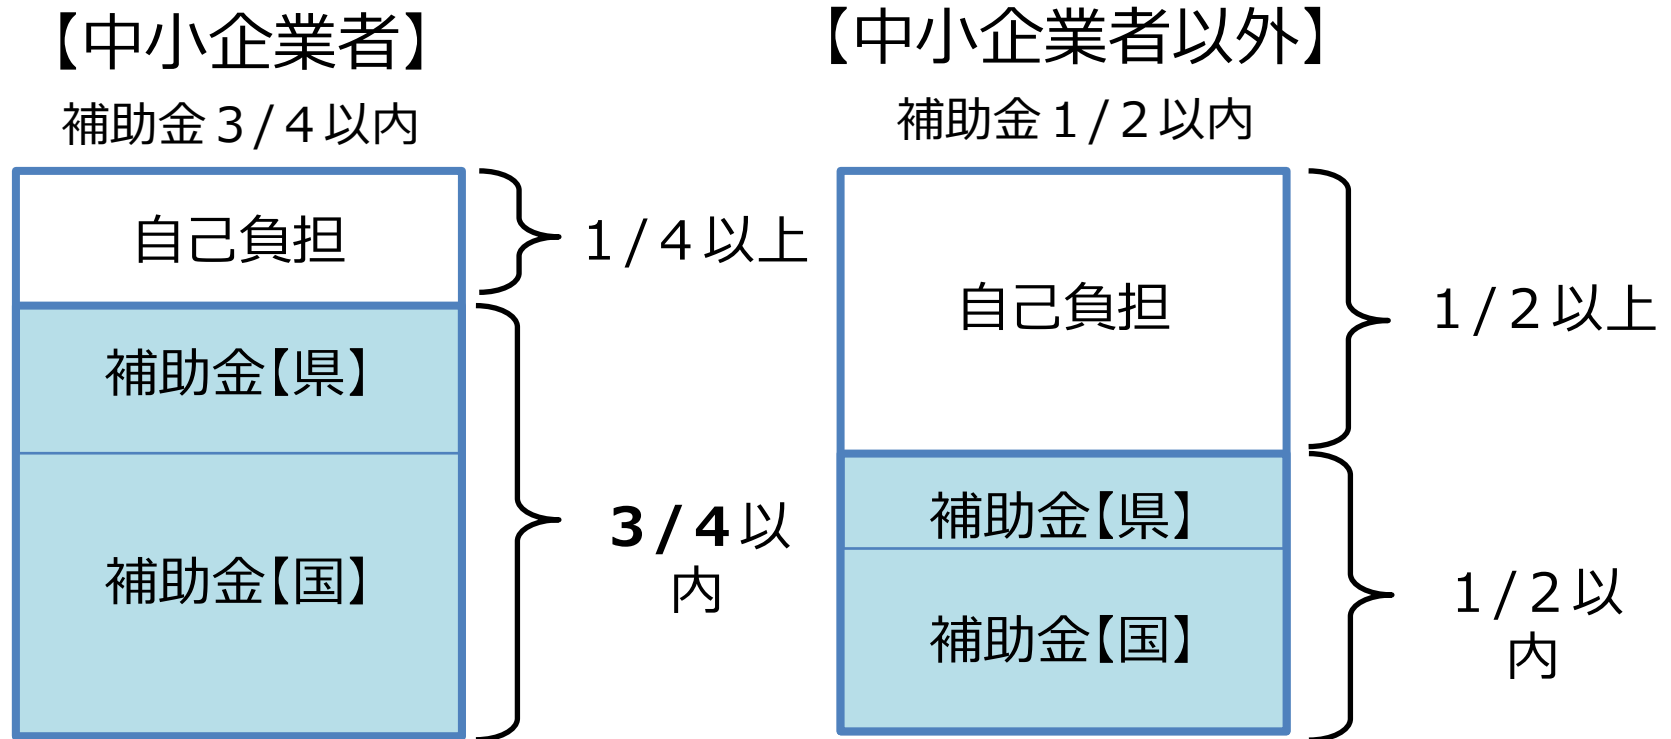 【中小企業者】
補助金３/４以内
自己負担
１/４以上
補助金【県】
補助金【国】
３/４以
内
【中小企業者以外】
補助金１/２以内
自己負担
１/２以上
補助金【県】
補助金【国】
１/２以
内